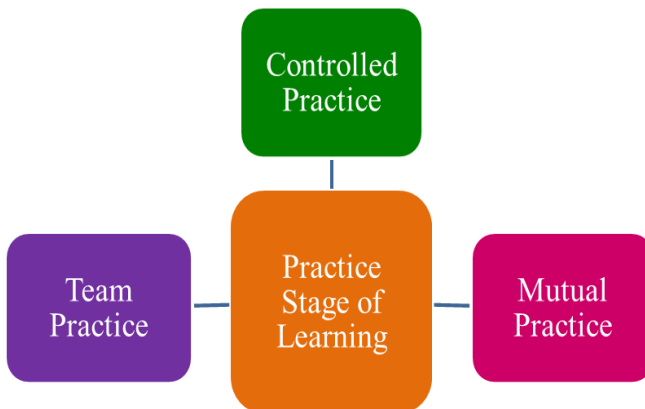 Controlled
Practice
Team
Practice
Practice
Stage of
Learning
Mutual
Practice